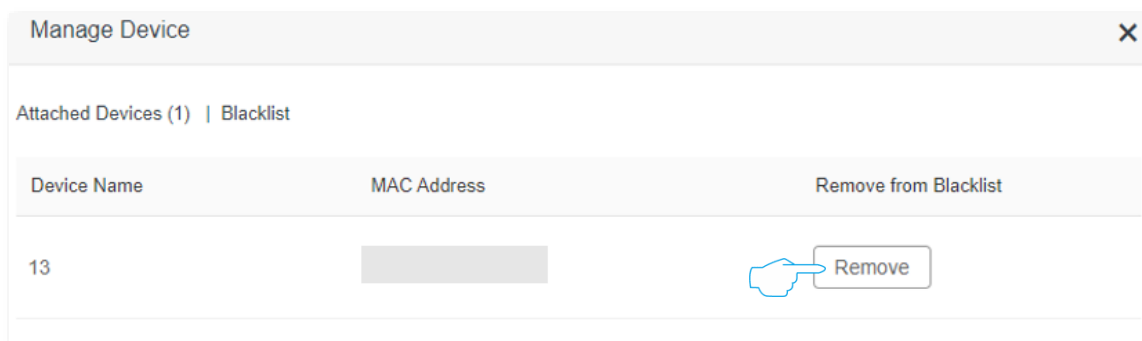 Manage Device
Attached Devices (1) | Blacklist
Device Name MAC Address Remove from Blacklist
13 Remove